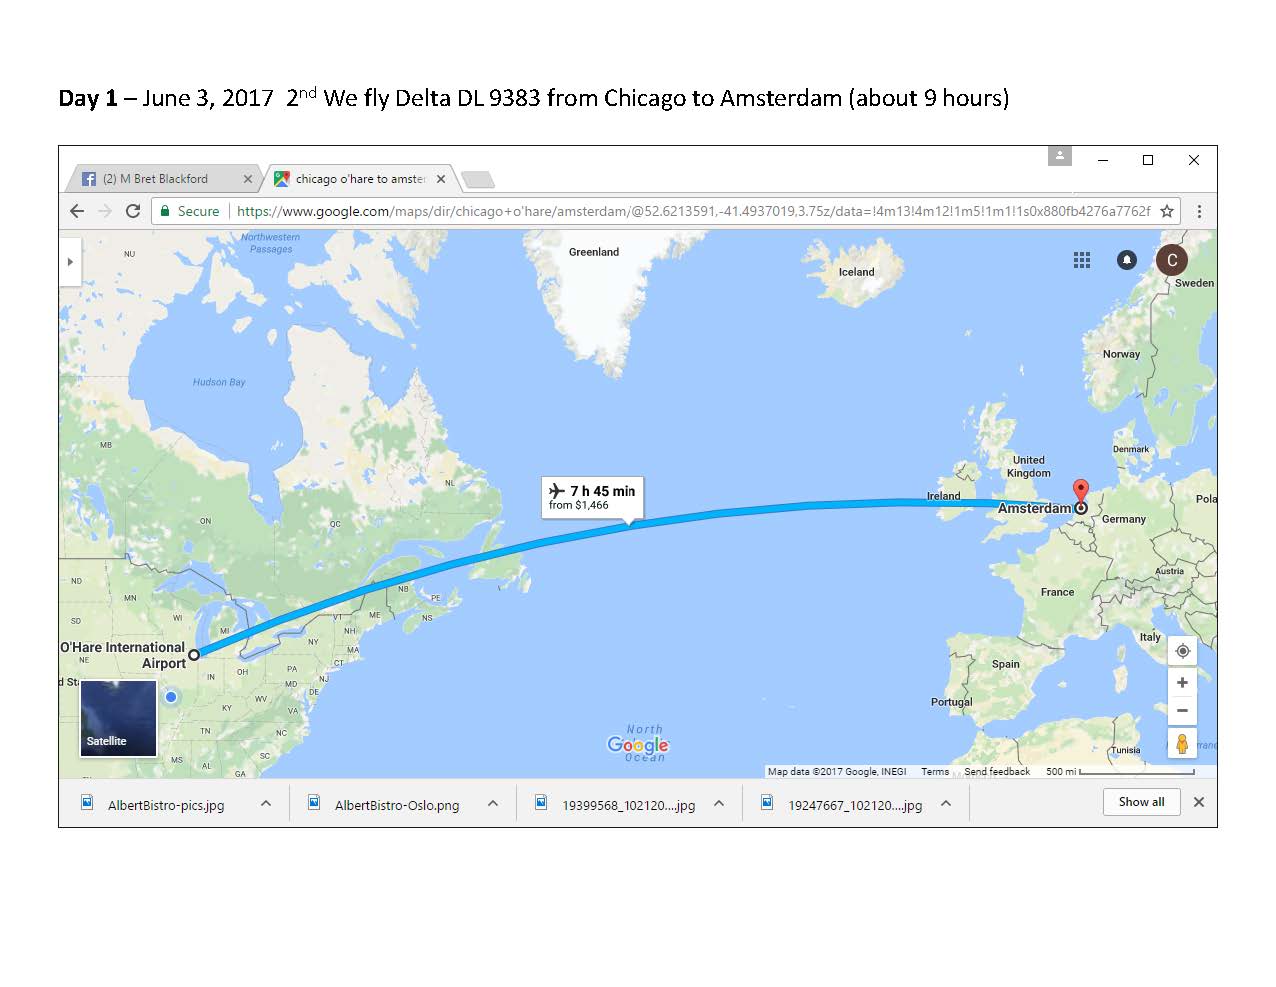 Day 1 – June 3, 2017  2nd We fly Delta DL 9383 from Chicago to Amsterdam (about 9 hours)
(2) M Bret Blackford
chicago o'hare to amster
Secure
https://www.google.com/maps/dir/chicago+o'hare/amsterdam/@52.6213591,-41.4937019,3.75z/data=!4m13!4m12!1m5!1m1!1s0x880fb4276a7762f
Northwestern
Passages
NU
Greenland
Iceland
C
Sweden
Norway
Hudson Bay
MB
Denmark
United
Kingdom
NL
7 h 45 min
from $1,466
Ireland
Amsterdam
Pola
Germany
ON
QC
Austria
ND
MN
NB
PE
France
SD
WI
MI
VT
ME
NS
NH
NY
Italy
O'Hare International
Airport
NE
MA
CT
Spain
d Sta
IN
OH
PA
NJ
MD
DE
WV
KY
VA
Portugal
TN
NC
North
Google
Ocean
Satellite
MS
AL
SC
GA
Tunisia
Map data ©2017 Google, INEGI
Terms
Send feedback
500 mi
AlbertBistro-pics.jpg
AlbertBistro-Oslo.png
19399568_102120....jpg
19247667_102120....jpg
Show all